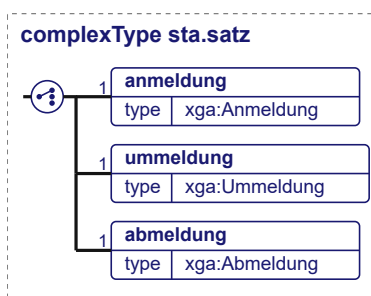 complexType sta.satz
1 anmeldung
type xga:Anmeldung
1 ummeldung
type xga:Ummeldung
1 abmeldung
type xga:Abmeldung